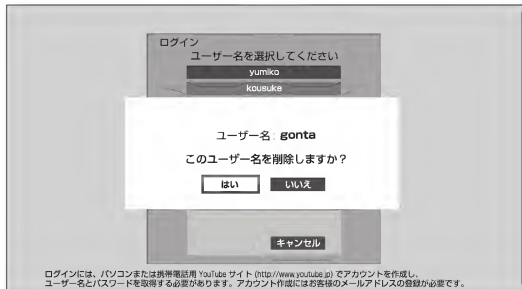 ログイン
ユーザー名を選択してください
yumiko
kousuke
ユーザー名: gonta
このユーザー名を削除しますか?
はい
いいえ
キャンセル
ログインには、パソコンまたは携帯電話用 YouTube サイト (http://www.youtube.jp) でアカウントを作成し、
ユーザー名とパスワードを取得する必要があります。アカウント作成にはお客様のメールアドレスの登録が必要です。